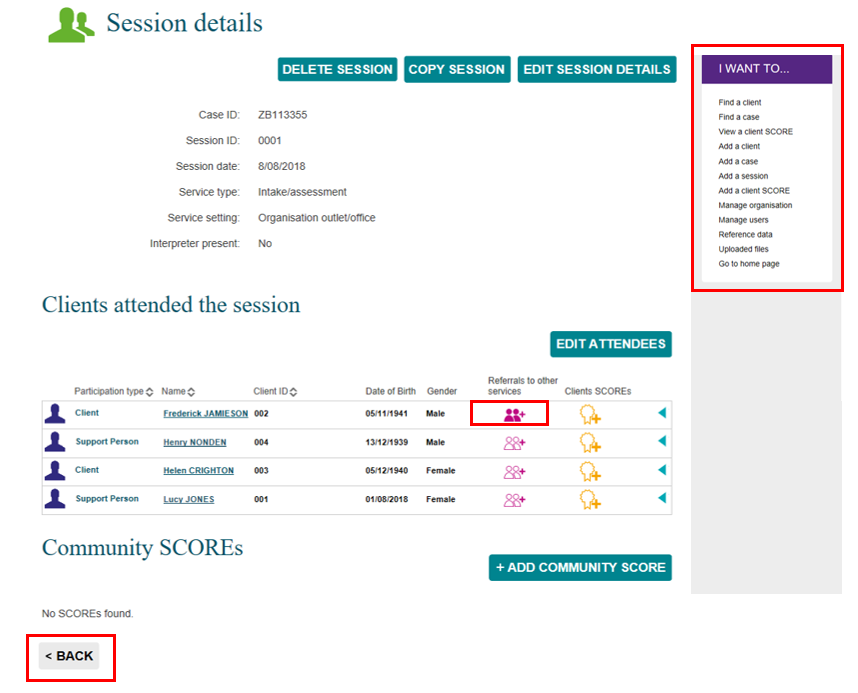 Session details
DELETE SESSION COPY SESSION EDIT SESSION DETAILS
I WANT TO...
Find a client
Find a case
View a client SCORE
Add a client
Add a case
Add a session
Add a client SCORE
Manage organisation
Manage users
Reference data
Uploaded files
Go to home page
Case ID: ZB113355
Session ID: 0001
Session date: 8/08/2018
Service type: Intake/assessment
Service setting: Organisation outlet/office
Interpreter present: No
Clients attended the session
EDIT ATTENDEES
Participation type Name Client ID Date of Birth Gender Referrals to other services Clients SCOREs
Client Frederick JAMIESON 002 05/11/1941 Male
Support Person Henry NONDEN 004 13/12/1939 Male
Client Helen CRIGHTON 003 05/12/1940 Female
Support Person Lucy JONES 001 01/08/2018 Female
Community SCOREs
+ ADD COMMUNITY SCORE
No SCOREs found.
< BACK